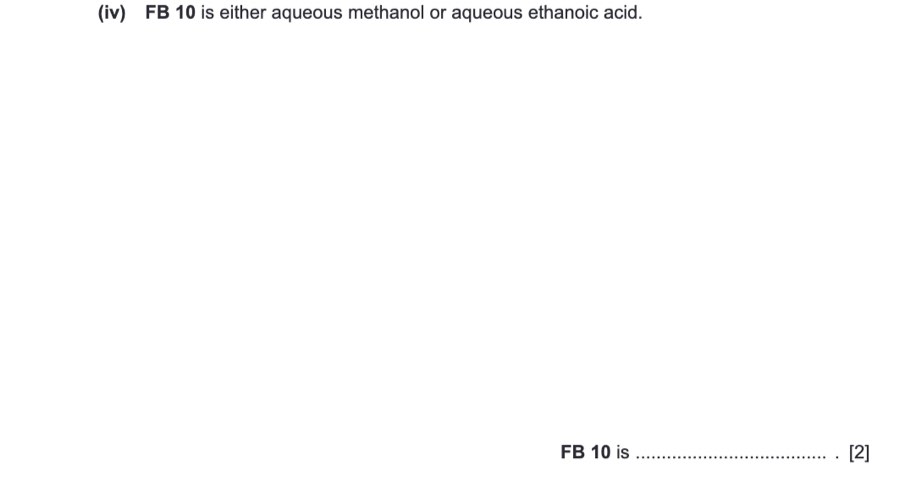 (iv) FB 10 is either aqueous methanol or aqueous ethanoic acid.
FB 10 is ..................................... . [2]